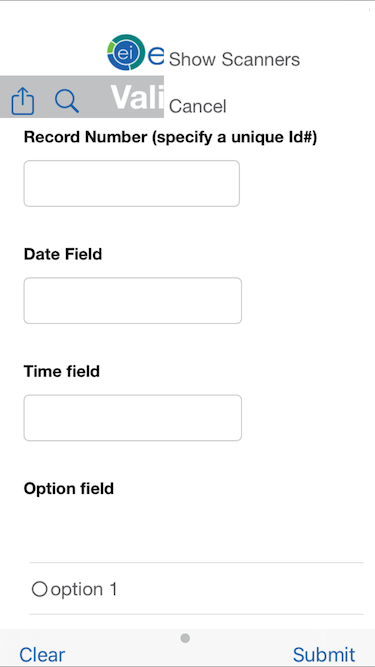 ei e
Show Scanners
Vali
Cancel
Record Number (specify a unique Id#)
Date Field
Time field
Option field
option 1
Clear
Submit